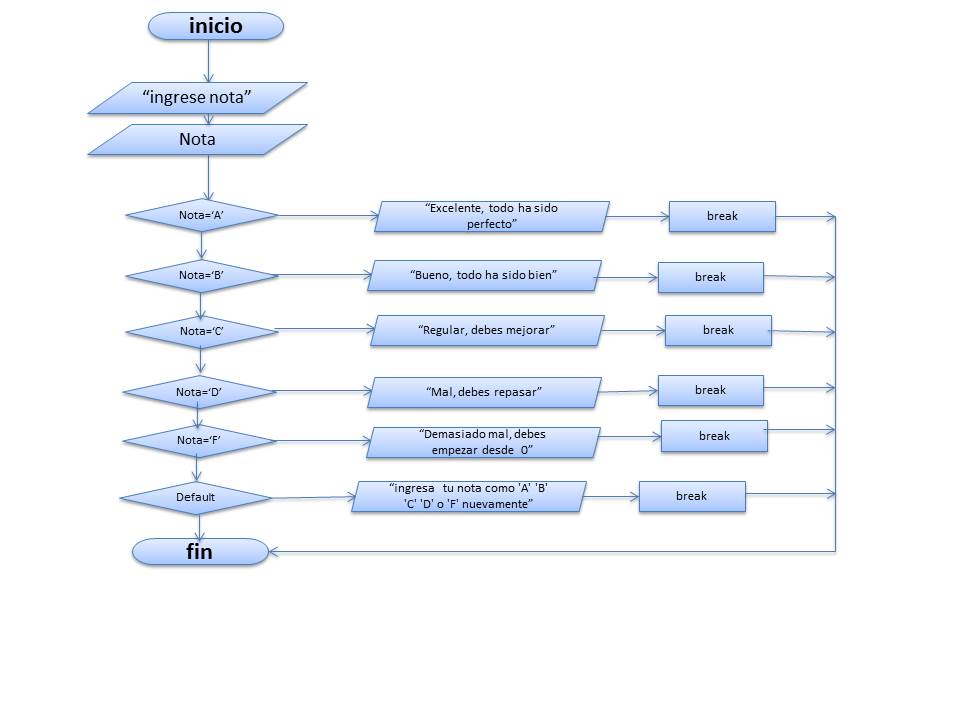 inicio
“ingrese nota”
Nota
Nota=‘A’
“Excelente, todo ha sido
perfecto”
break
Nota=‘B’
“Bueno, todo ha sido bien”
break
Nota=‘C’
“Regular, debes mejorar”
break
Nota=‘D’
“Mal, debes repasar”
break
Nota=‘F’
“Demasiado mal, debes
empezar desde 0”
break
Default
“ingresa tu nota como 'A' 'B'
'C' 'D' o 'F' nuevamente”
break
fin